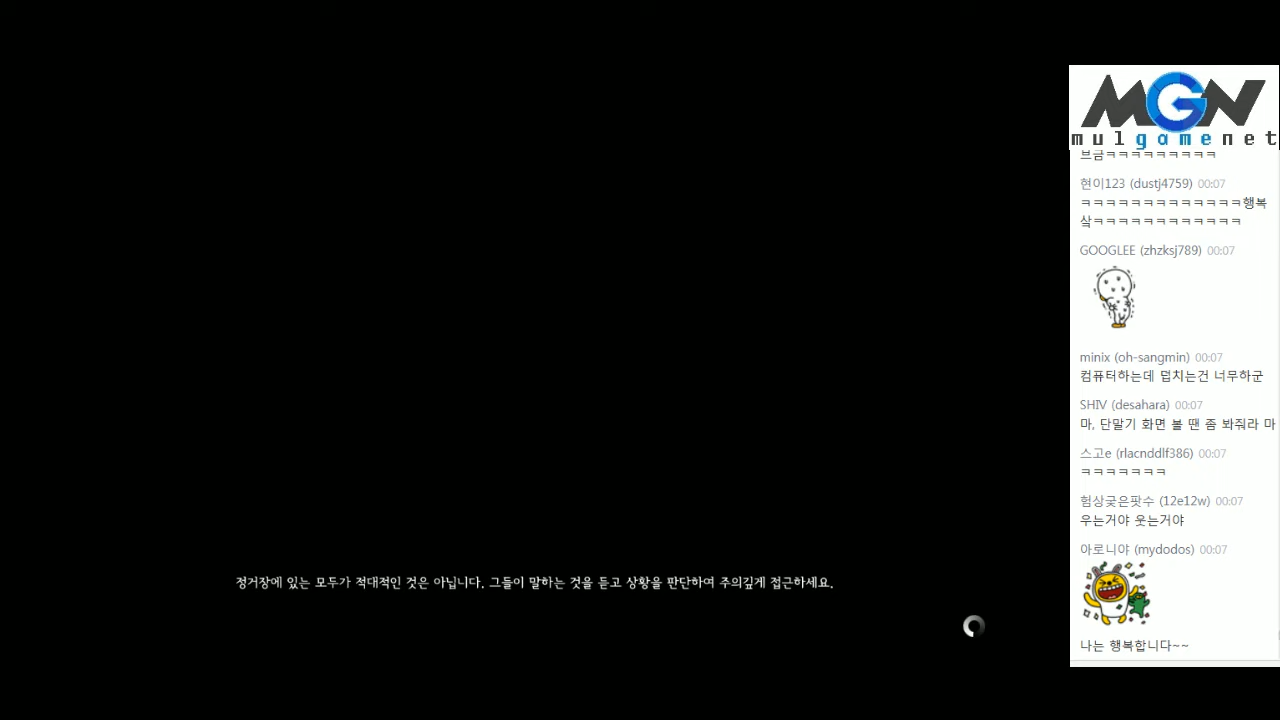 MGN
mulgamenet
브금ㅋㅋㅋㅋㅋㅋㅋㅋㅋ
현이123 (dustj4759) 00:07
ㅋㅋㅋㅋㅋㅋㅋㅋㅋㅋㅋㅋㅋ행복
샄ㅋㅋㅋㅋㅋㅋㅋㅋㅋㅋㅋㅋ
GOOGLEE (zhzksj789) 00:07
minix (oh-sangmin) 00:07
컴퓨터하는데 덥치는건 너무하군
SHIV (desahara) 00:07
마, 단말기 화면 볼 땐 좀 봐줘라 마
스고e (rlacnddlf386) 00:07
ㅋㅋㅋㅋㅋㅋㅋ
험상궂은팟수 (12e12w) 00:07
우는거야 웃는거야
아로니야 (mydodos) 00:07
나는 행복합니다~~
정거장에 있는 모두가 적대적인 것은 아닙니다. 그들이 말하는 것을 듣고 상황을 판단하여 주의깊게 접근하세요.